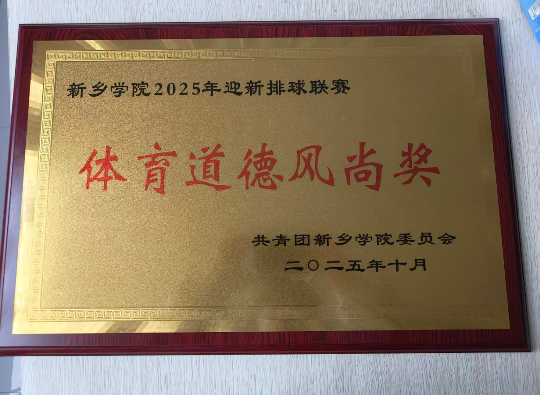 新乡学院2025年迎新排球联赛
体育道德风尚奖
共青团新乡学院委员会
二〇二五年十月